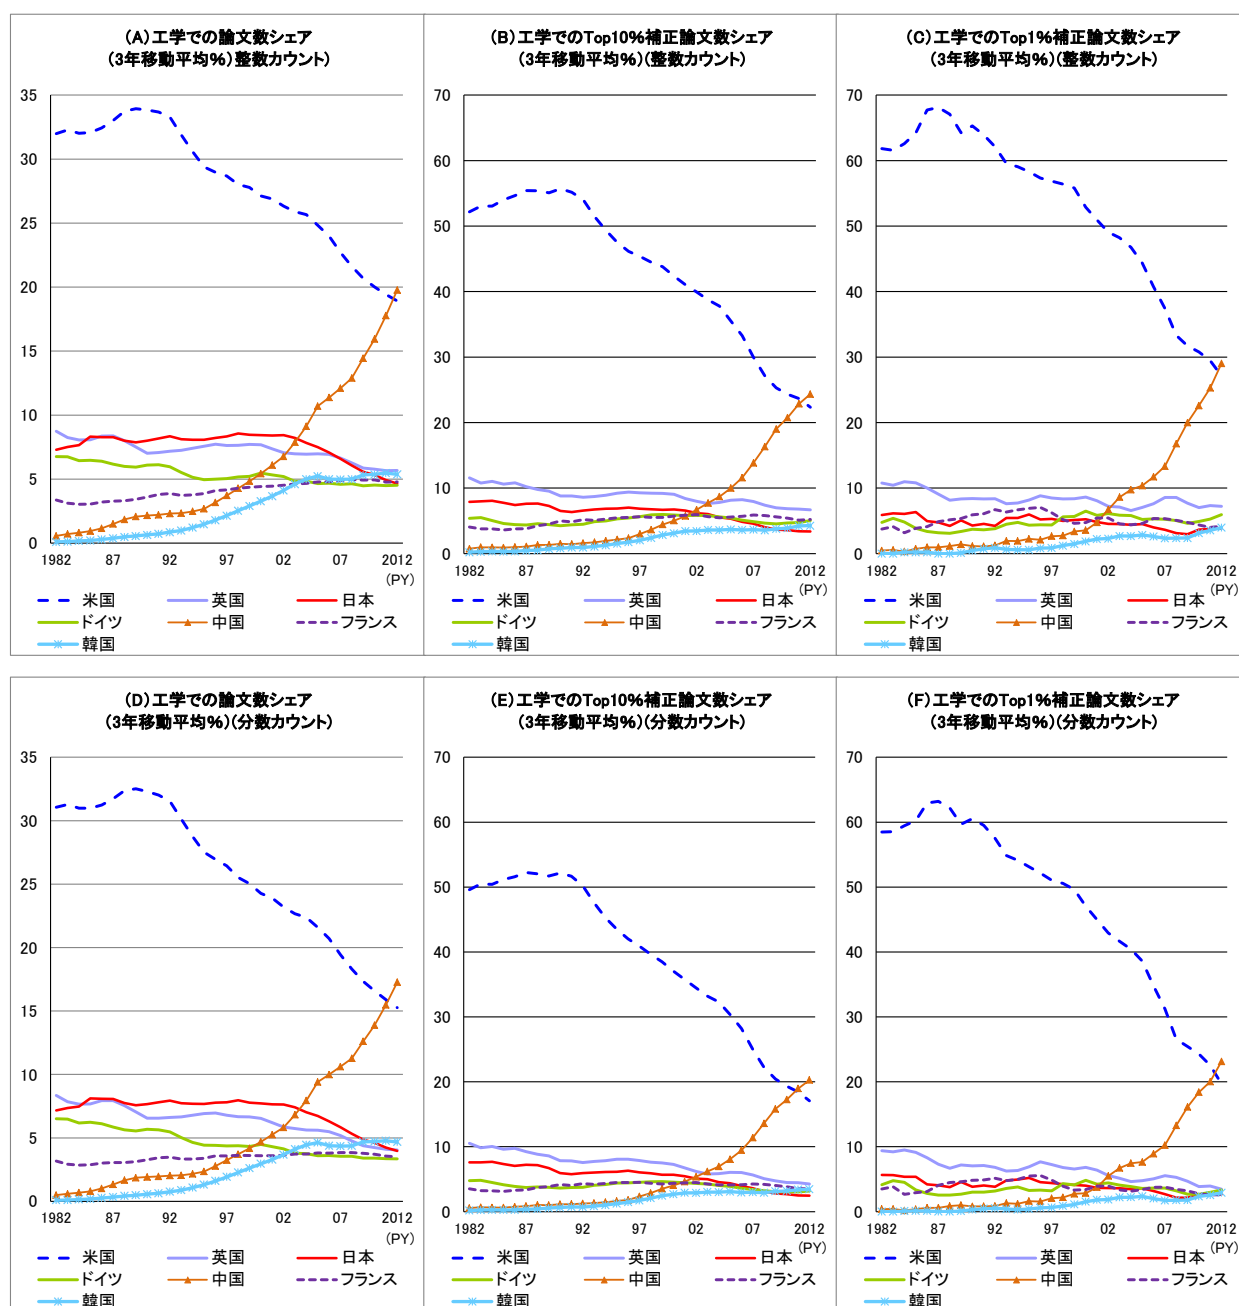 (A)工学での論文数シェア
(3年移動平均%)整数カウント)
35
30
25
20
15
10
5
0
1982 87 92 97 02 07 2012
(PY)
米国 英国 日本
ドイツ 中国 フランス
韓国
(B)工学でのTop10%補正論文数シェア
(3年移動平均%)(整数カウント)
70
60
50
40
30
20
10
0
1982 87 92 97 02 07 2012
(PY)
米国 英国 日本
ドイツ 中国 フランス
韓国
(C)工学でのTop1%補正論文数シェア
(3年移動平均%)(整数カウント)
70
60
50
40
30
20
10
0
1982 87 92 97 02 07 2012
(PY)
米国 英国 日本
ドイツ 中国 フランス
韓国
(D)工学での論文数シェア
(3年移動平均%)(分数カウント)
35
30
25
20
15
10
5
0
1982 87 92 97 02 07 2012
(PY)
米国 英国 日本
ドイツ 中国 フランス
韓国
(E)工学でのTop10%補正論文数シェア
(3年移動平均%)(分数カウント)
70
60
50
40
30
20
10
0
1982 87 92 97 02 07 2012
(PY)
米国 英国 日本
ドイツ 中国 フランス
韓国
(F)工学でのTop1%補正論文数シェア
(3年移動平均%)(分数カウント)
70
60
50
40
30
20
10
0
1982 87 92 97 02 07 2012
(PY)
米国 英国 日本
ドイツ 中国 フランス
韓国